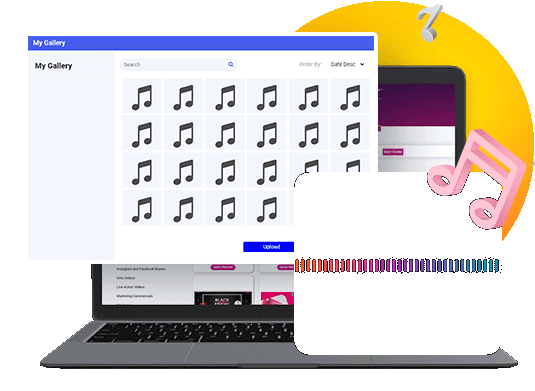 My Gallery
My Gallery
Search
Order By: Date Desc
Upload
Instagram and Facebook Stories
Intro Videos
Live Action Videos
Marketing Commercials
BLACK